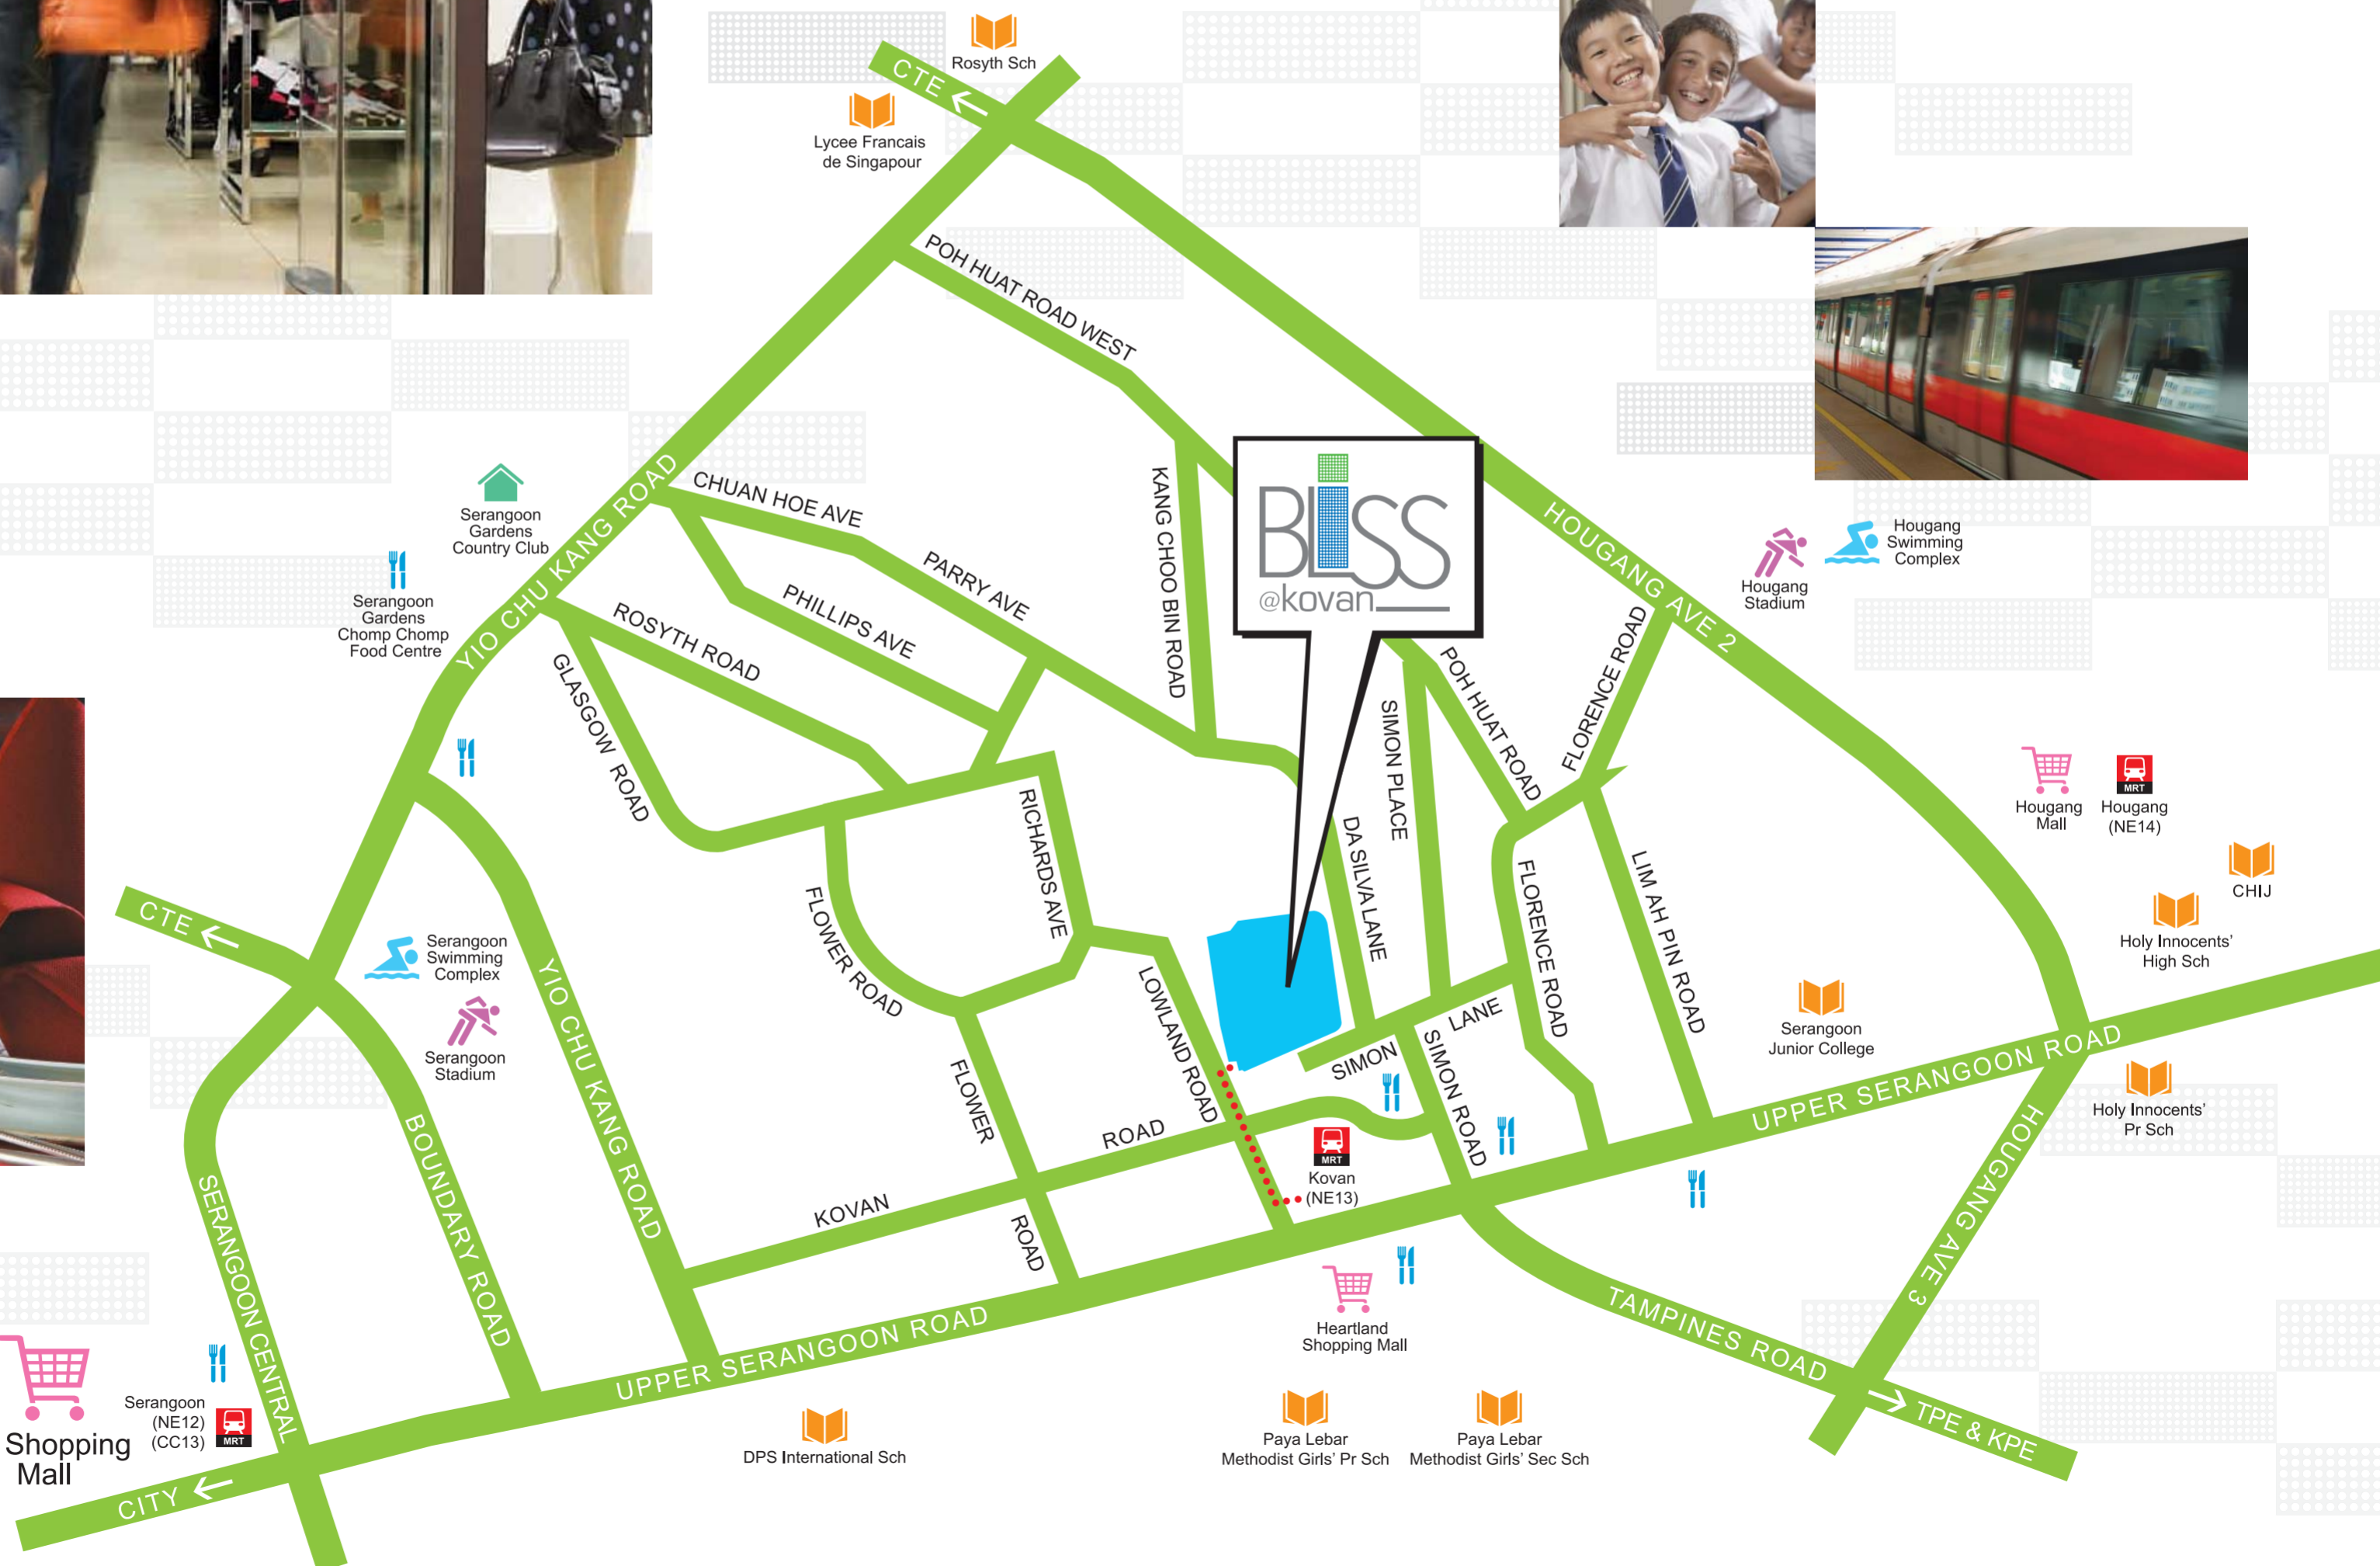 Rosyth Sch
CTE
Lycee Francais
de Singapour
POH HUAT ROAD WEST
Serangoon
Gardens
Country Club
YIO CHU KANG ROAD
CHUAN HOE AVE
PARRY AVE
KANG CHOO BIN ROAD
BLiSS
@kovan
HOUGANG AVE 2
Hougang
Stadium
Hougang
Swimming
Complex
Serangoon
Gardens
Chomp Chomp
Food Centre
ROSYTH ROAD
PHILLIPS AVE
GLASGOW ROAD
SIMON PLACE
POH HUAT ROAD
FLORENCE ROAD
Hougang
Mall
MRT
Hougang
(NE14)
CHIJ
Holy Innocents'
High Sch
RICHARDS AVE
DA SILVA LANE
FLORENCE ROAD
LIM AH PIN ROAD
FLOWER ROAD
CTE
Serangoon
Swimming
Complex
Serangoon
Stadium
YIO CHU KANG ROAD
LOWLAND ROAD
SIMON LANE
SIMON ROAD
Serangoon
Junior College
UPPER SERANGOON ROAD
Holy Innocents'
Pr Sch
HOUGANG AVE 3
BOUNDARY ROAD
SERANGOON CENTRAL
FLOWER ROAD
KOVAN ROAD
MRT
Kovan
(NE13)
Heartland
Shopping Mall
TAMPINES ROAD
TPE & KPE
UPPER SERANGOON ROAD
Shopping
Mall
Serangoon
(NE12)
(CC13)
MRT
CITY
DPS International Sch
Paya Lebar
Methodist Girls' Pr Sch
Paya Lebar
Methodist Girls' Sec Sch